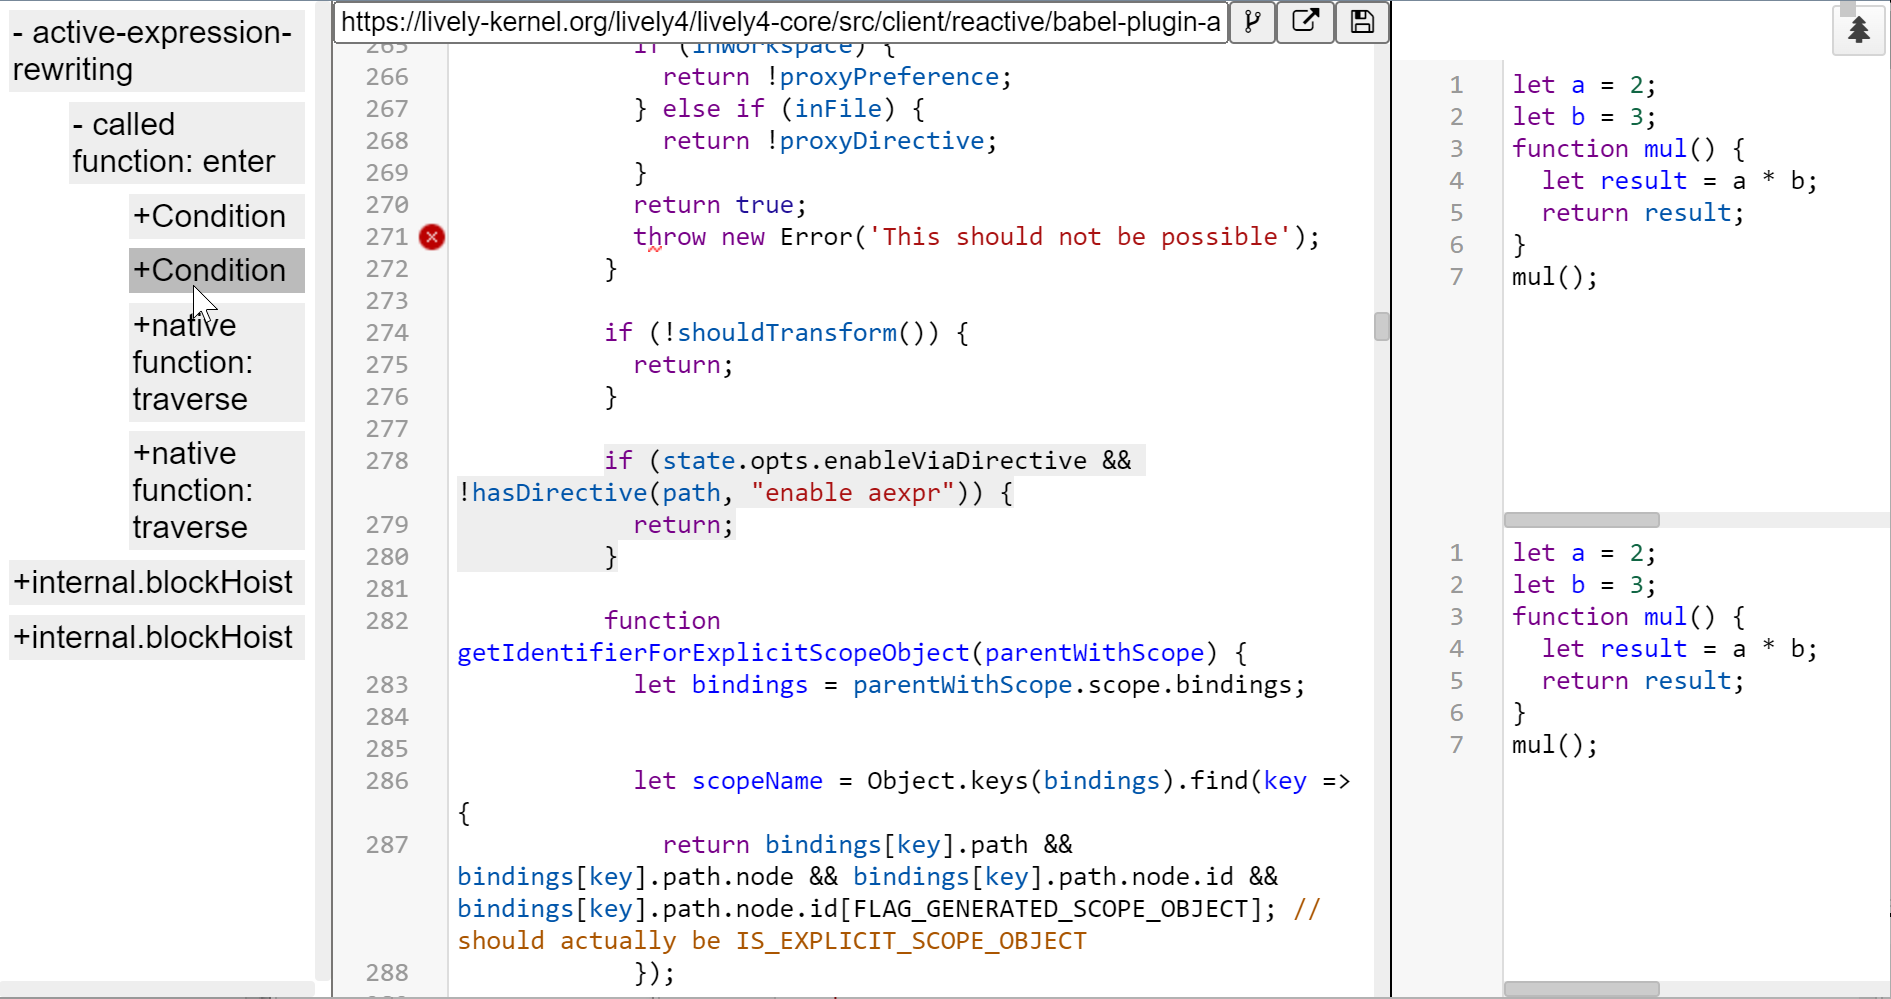 - active-expression-
rewriting
- called
function: enter
+Condition
+Condition
+native
function:
traverse
+native
function:
traverse
+internal.blockHoist
+internal.blockHoist
https://lively-kernel.org/lively4/lively4-core/src/client/reactive/babel-plugin-a
265 if (inWorkspace) {
266 return !proxyPreference;
267 } else if (inFile) {
268 return !proxyDirective;
269 }
270 return true;
271 throw new Error('This should not be possible');
272 }
273
274 if (!shouldTransform()) {
275 return;
276 }
277
278 if (state.opts.enableViaDirective &&
!hasDirective(path, "enable aexpr")) {
279 return;
280 }
281
282 function
getIdentifierForExplicitScopeObject(parentWithScope) {
283 let bindings = parentWithScope.scope.bindings;
284
285
286 let scopeName = Object.keys(bindings).find(key =>
{
287 return bindings[key].path &&
bindings[key].path.node && bindings[key].path.node.id &&
bindings[key].path.node.id[FLAG_GENERATED_SCOPE_OBJECT]; //
should actually be IS_EXPLICIT_SCOPE_OBJECT
288 });
1 let a = 2;
2 let b = 3;
3 function mul() {
4 let result = a * b;
5 return result;
6 }
7 mul();
1 let a = 2;
2 let b = 3;
3 function mul() {
4 let result = a * b;
5 return result;
6 }
7 mul();